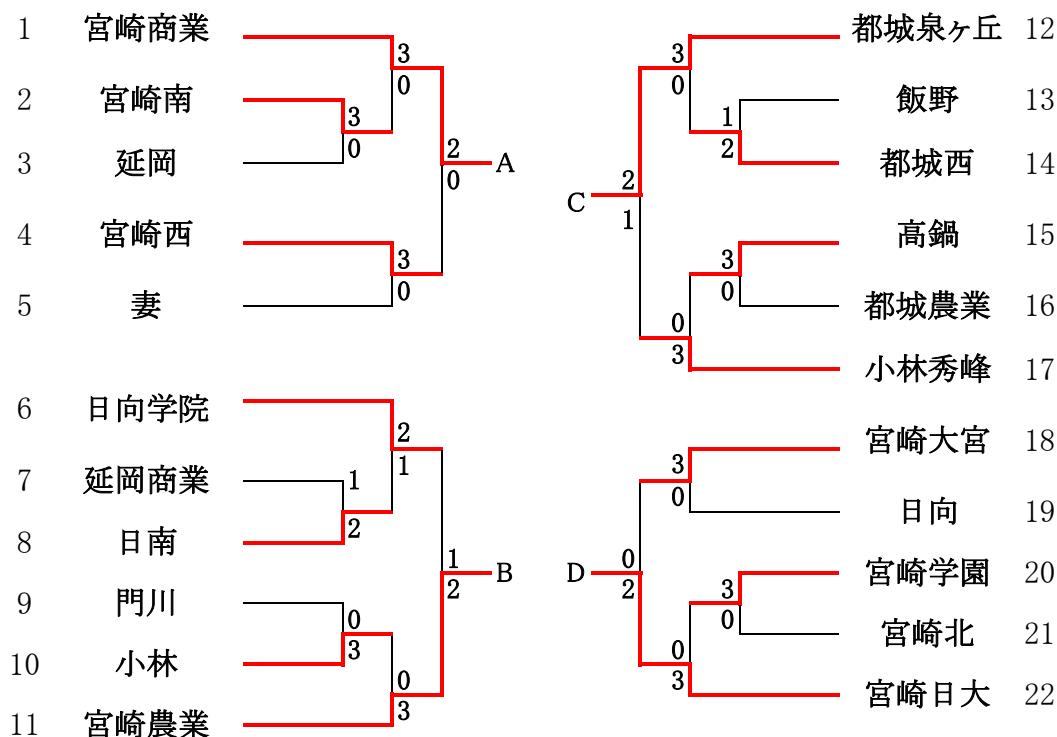 1 宮崎商業
2 宮崎南
3 延岡
4 宮崎西
5 妻
3
0
3
0
2
0
A
3
0
6 日向学院
7 延岡商業
8 日南
9 門川
10 小林
11 宮崎農業
2
1
1
2
1
2
B
0
3
0
3
都城泉ヶ丘 12
飯野 13
都城西 14
高鍋 15
都城農業 16
小林秀峰 17
3
0
1
2
C
2
1
3
0
0
3
宮崎大宮 18
日向 19
宮崎学園 20
宮崎北 21
宮崎日大 22
3
0
D
0
2
3
0
0
3